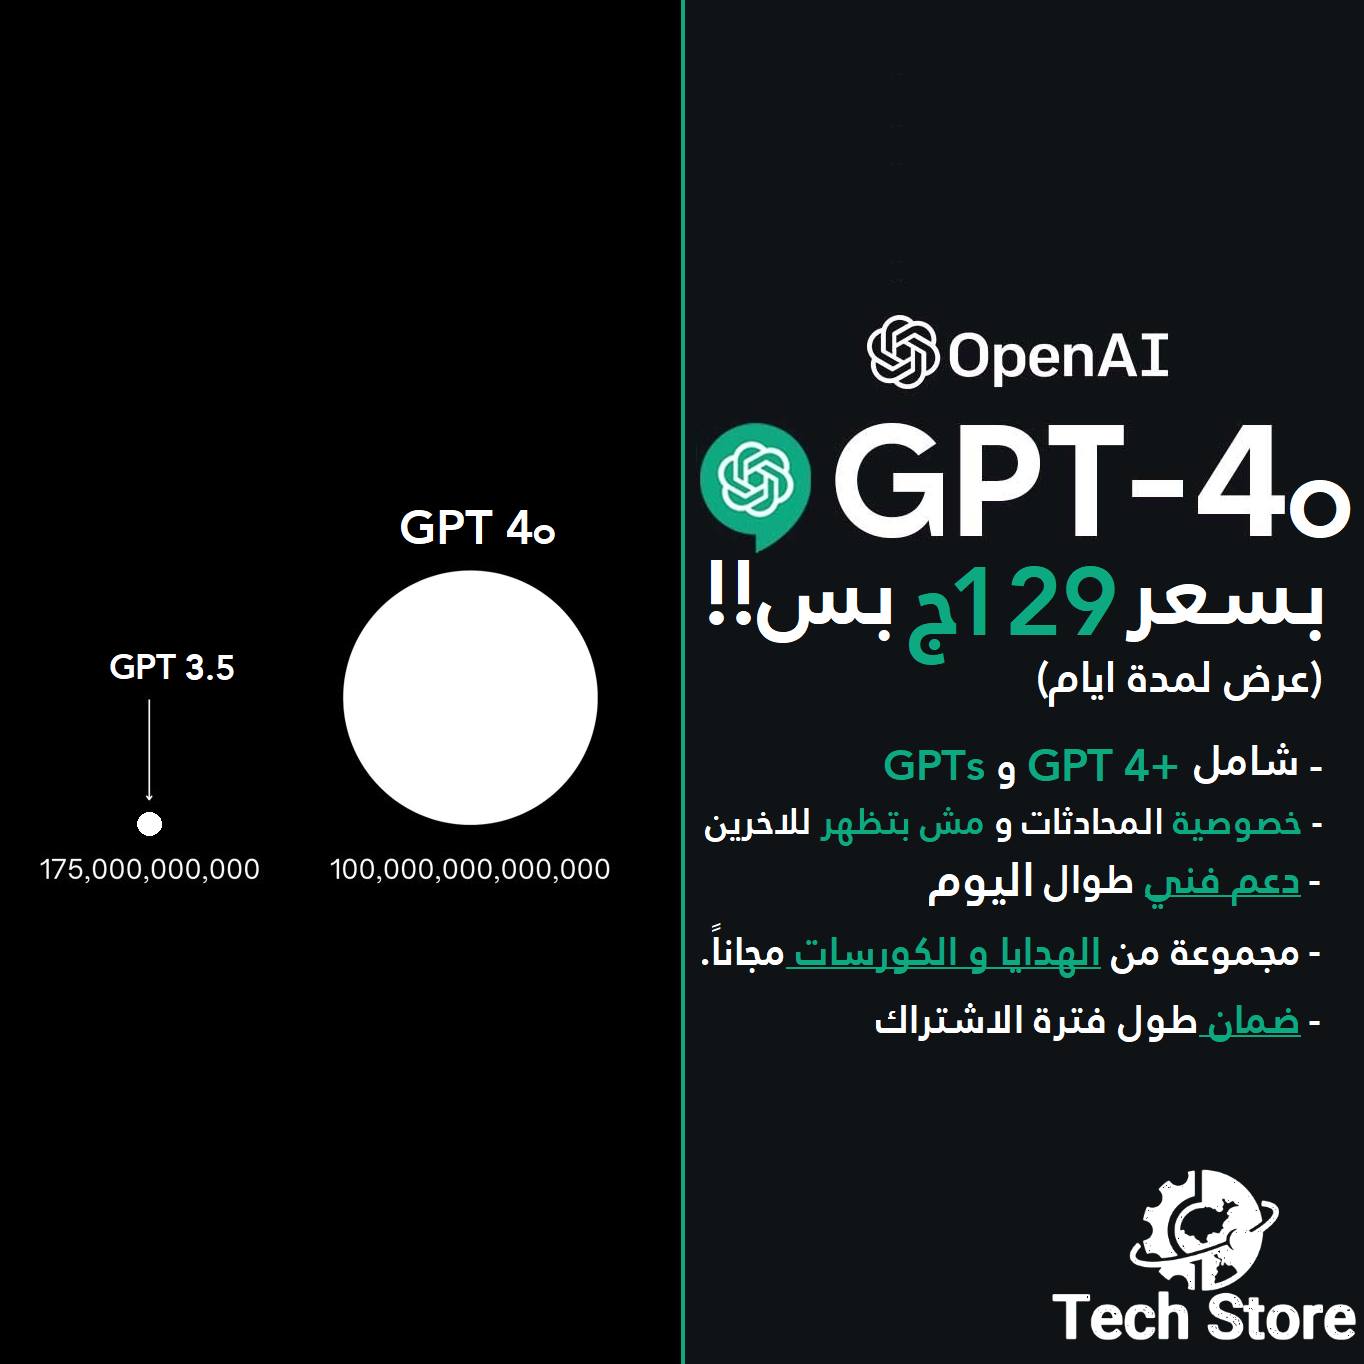 GPT 4o
GPT 3.5
175,000,000,000
100,000,000,000,000
OpenAI
GPT-4o
بسعر 129ج بس!!
(عرض لمدة ايام)
- شامل GPT 4+ و GPTs
- خصوصية المحادثات و مش بتظهر للاخرين
- دعم فني طوال اليوم
- مجموعة من الهدايا و الكورسات مجاناً.
- ضمان طول فترة الاشتراك
Tech Store